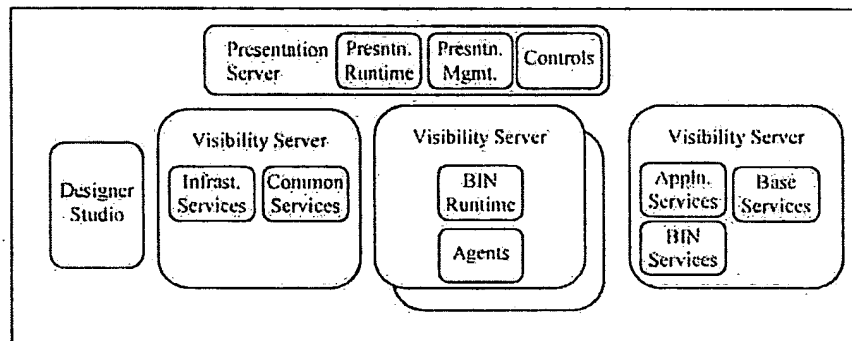 Presentation
Server
Presntn.
Runtime
Presntn.
Mgmt.
Controls
Designer
Studio
Visibility Server
Infrast.
Services
Common
Services
Visibility Server
BIN
Runtime
Agents
Visibility Server
Appln.
Services
Base
Services
BIN
Services